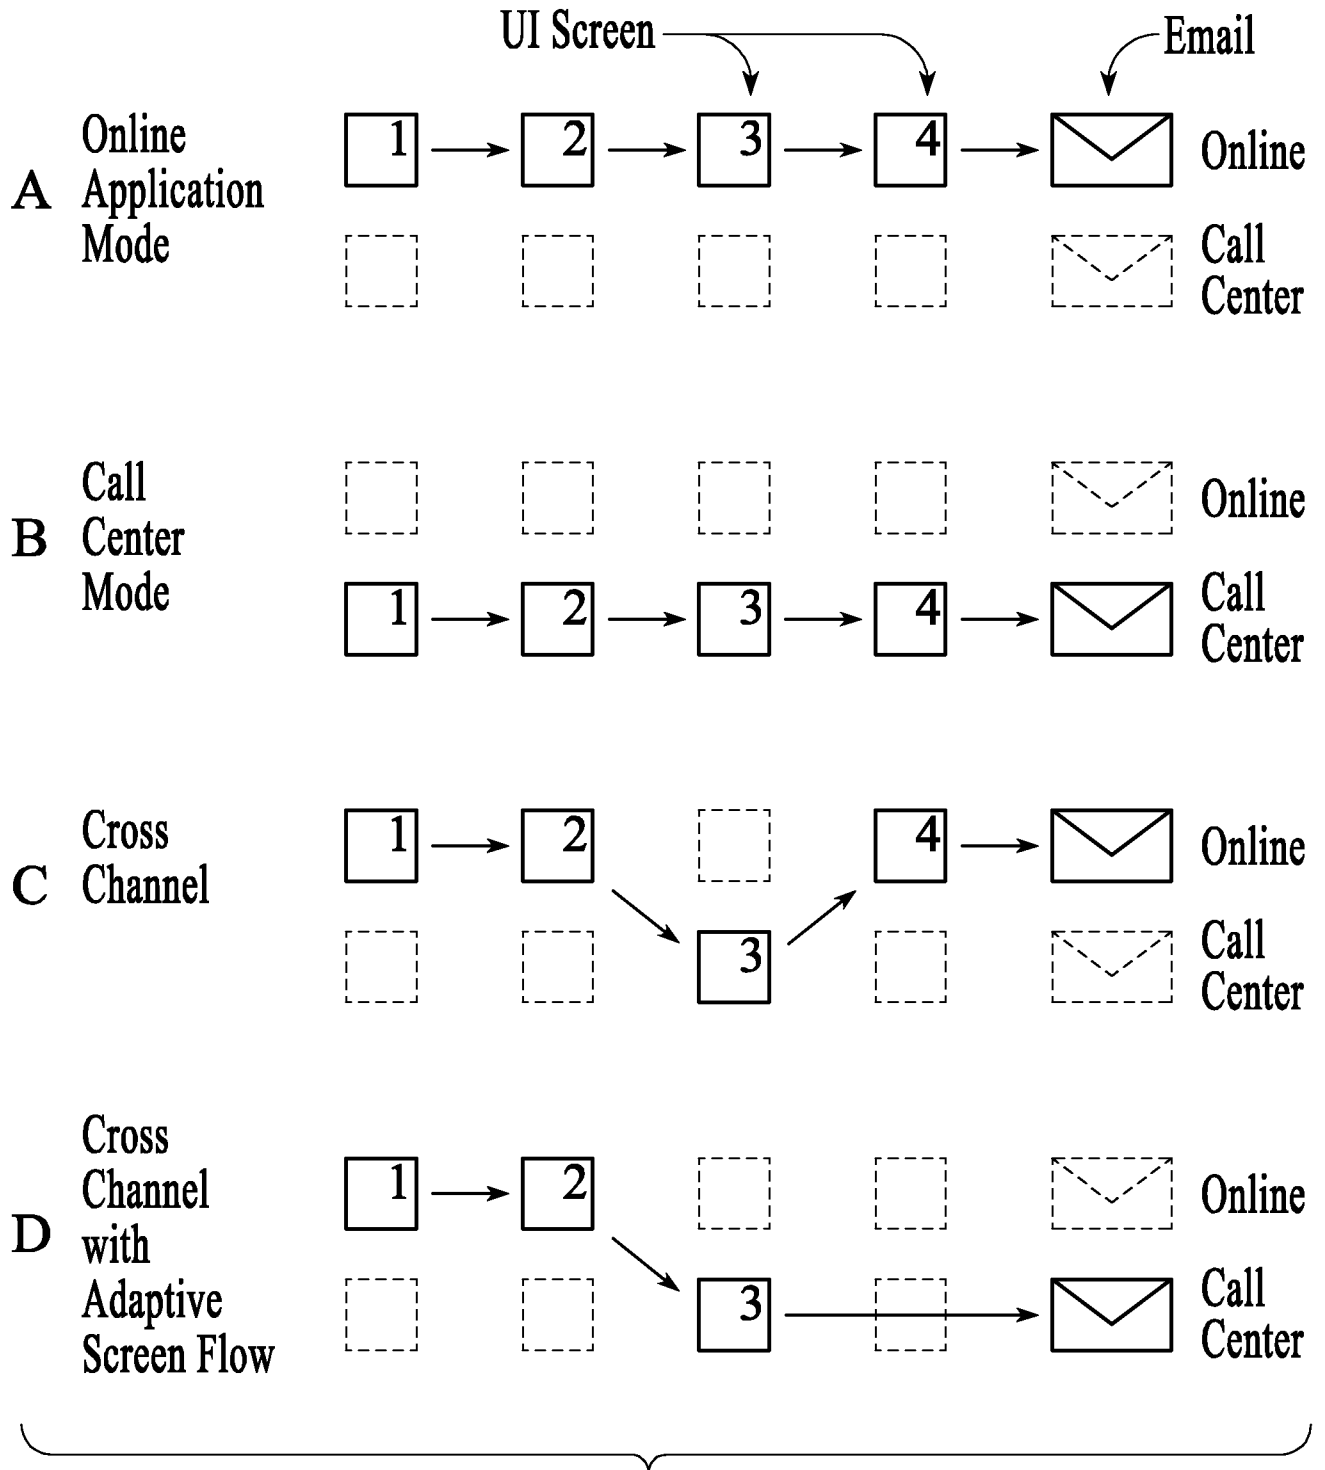 UI Screen
Email
A
Online
Application
Mode
1
2
3
4
Online
Call
Center
B
Call
Center
Mode
Online
1
2
3
4
Call
Center
C
Cross
Channel
1
2
4
Online
3
Call
Center
D
Cross
Channel
with
Adaptive
Screen Flow
1
2
Online
3
Call
Center